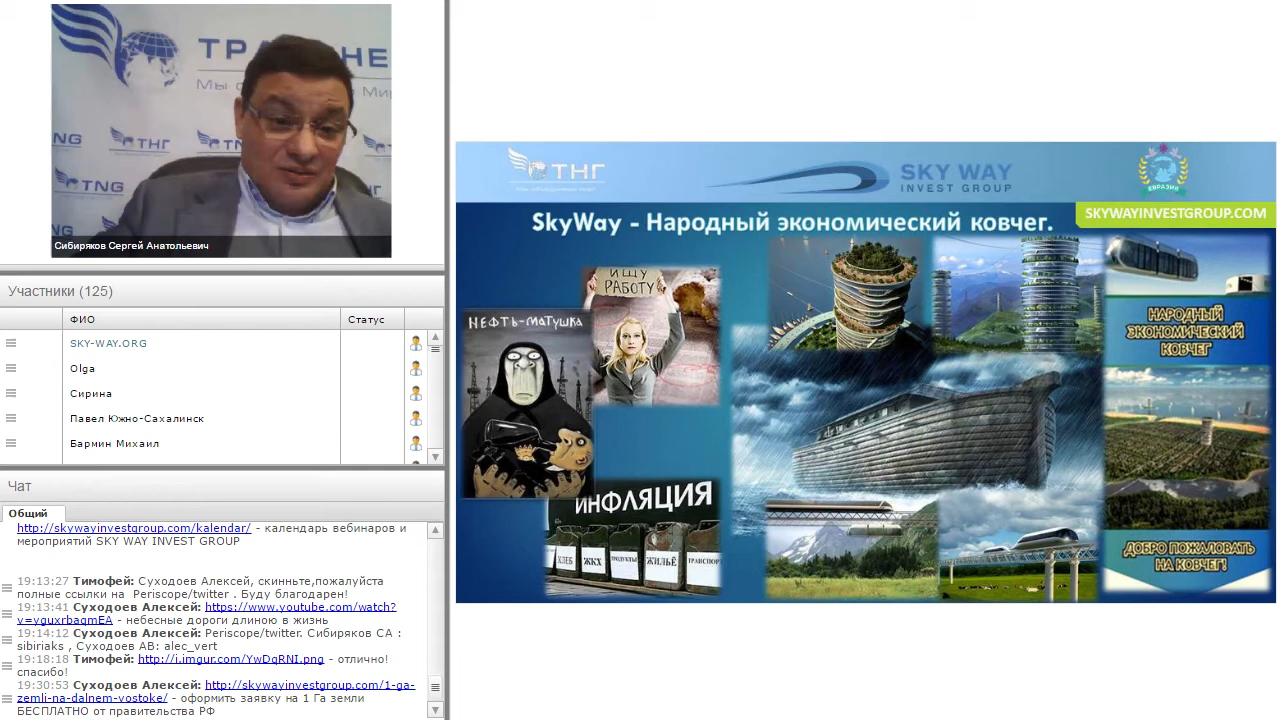 ТНГ
TNG
TNG
Сибиряков Сергей Анатольевич
Участники (125)
ФИО
Статус
SKY-WAY.ORG
Olga
Сирина
Павел Южно-Сахалинск
Бармин Михаил
Чат
Общий
http://skywayinvestgroup.com/kalendar/ - календарь вебинаров и
мероприятий SKY WAY INVEST GROUP
19:13:27 Тимофей: Суходоев Алексей, скинньте,пожалуйста
полные ссылки на Periscope/twitter . Буду благодарен!
19:13:41 Суходоев Алексей: https://www.youtube.com/watch?
v=vguxrbaqmEA - небесные дороги длиною в жизнь
19:14:12 Суходоев Алексей: Periscope/twitter. Сибиряков СА :
sibiriaks , Суходоев АВ: alec_vert
19:18:18 Тимофей: http://i.imgur.com/YwDqRNI.png - отлично!
спасибо!
19:30:53 Суходоев Алексей: http://skywayinvestgroup.com/1-ga-
zemli-na-dalnem-vostoke/ - оформить заявку на 1 Га земли
БЕСПЛАТНО от правительства РФ
ТНГ
SKY WAY
INVEST GROUP
ЕВРАЗИЯ
SKYWAYINVESTGROUP.COM
SkyWay - Народный экономический ковчег.
ИЩУ
РАБОТУ
НЕФТЬ-МАТУШКА
ИНФЛЯЦИЯ
ХЛЕБ
ЖКХ
ПРОДУКТЫ
ЖИЛЬЁ
ТРАНСПОРТ
НАРОДНЫЙ
ЭКОНОМИЧЕСКИЙ
КОВЧЕГ
ДОБРО ПОЖАЛОВАТЬ
НА КОВЧЕГ!